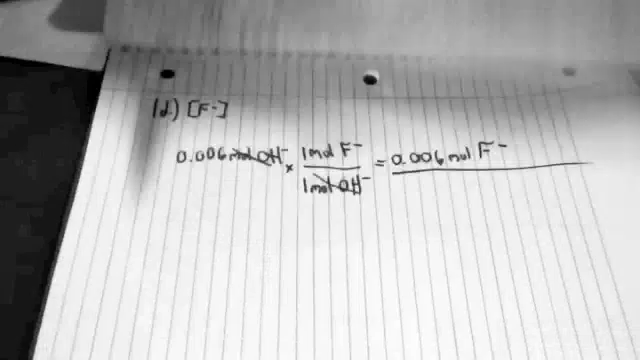 (d.) [F-]
0.006 mol OH⁻ × 1 mol F⁻ / 1 mol OH⁻ = 0.006 mol F⁻